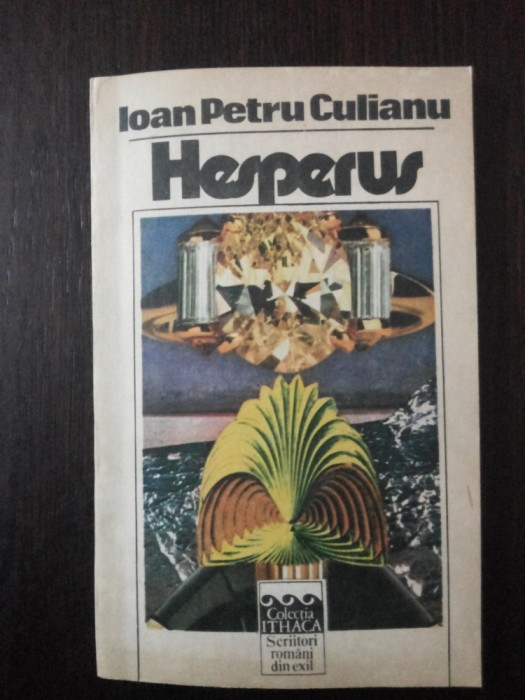 Ioan Petru Culianu
Hesperus
Colecția
ITHACA
Scriitori
români
din exil